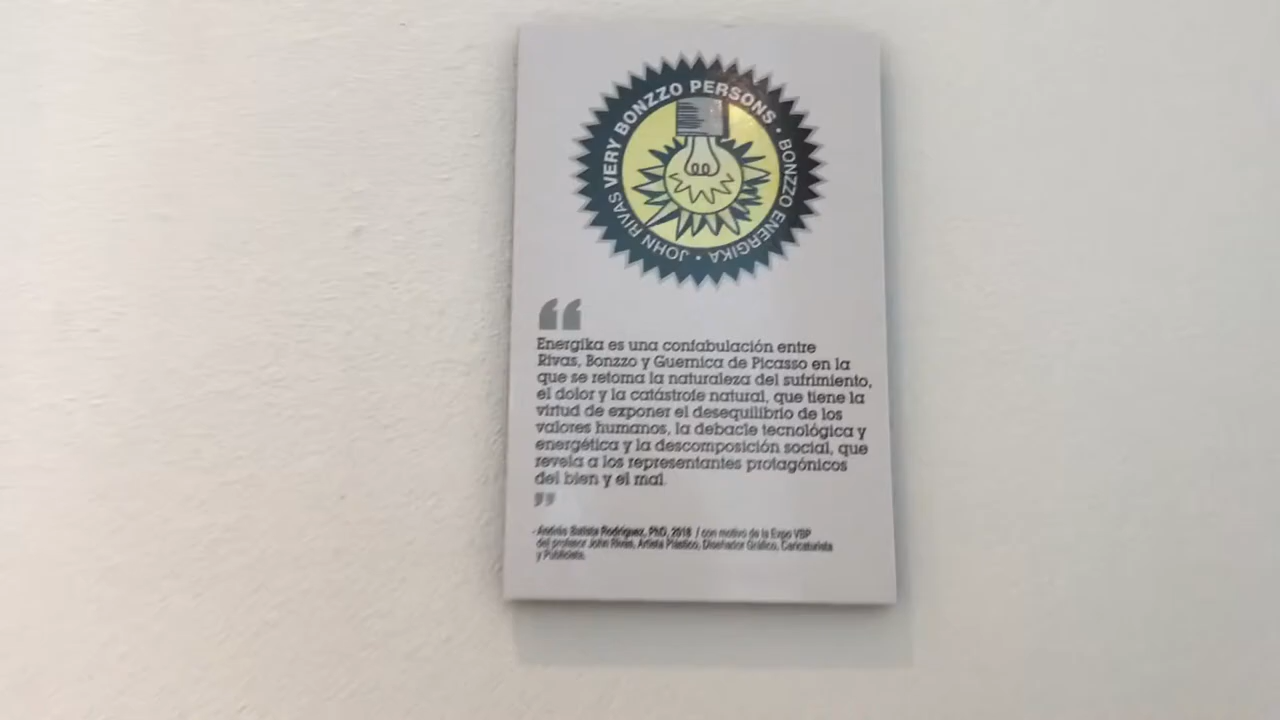 JOHN RIVAS VERY BONZZO PERSONS • BONZZO ENERGIKA •
“
Energika es una confabulación entre
Rivas, Bonzzo y Guernica de Picasso en la
que se retoma la naturaleza del sufrimiento,
el dolor y la catástrofe natural, que tiene la
virtud de exponer el desequilibrio de los
valores humanos, la debacle tecnológica y
energética y la descomposición social, que
revela a los representantes protagónicos
del bien y el mal.
”
- Andrés Batista Rodríguez, PhD, 2018 / con motivo de la Expo VBP
del profesor John Rivas, Artista Plástico, Diseñador Gráfico, Caricaturista
y Publicista.